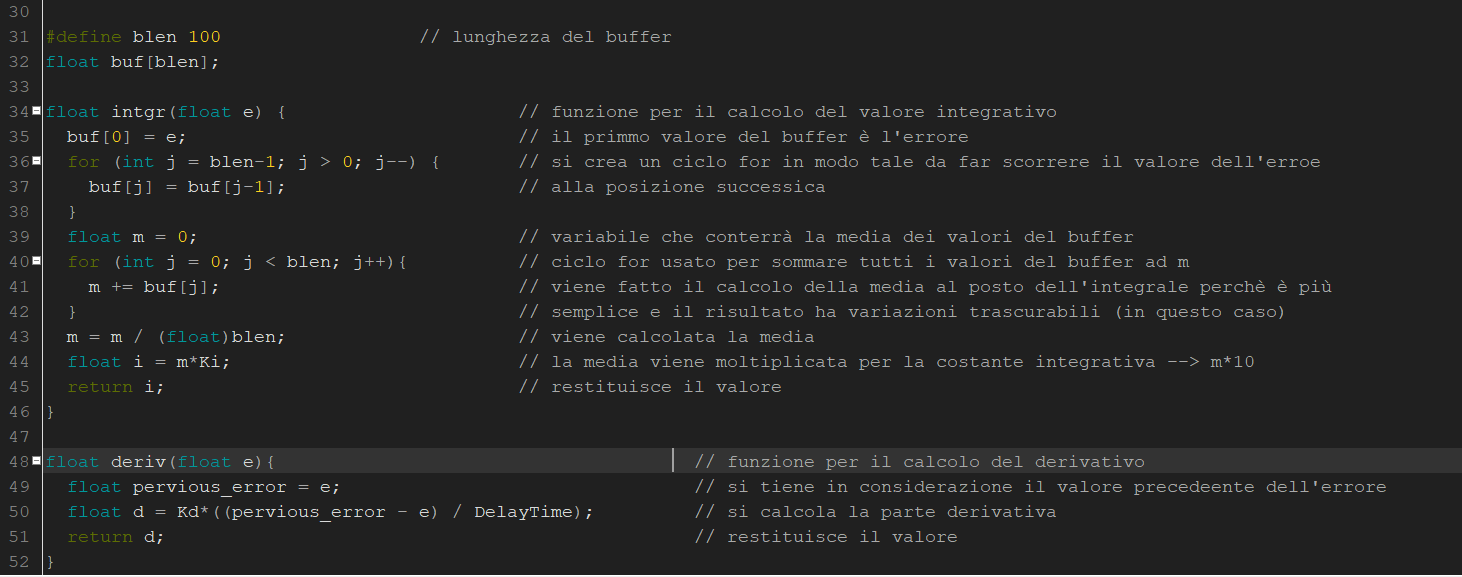 30
31 #define blen 100 // lunghezza del buffer
32 float buf[blen];
33
34 float intgr(float e) { // funzione per il calcolo del valore integrativo
35 buf[0] = e; // il primmo valore del buffer è l'errore
36 for (int j = blen-1; j > 0; j--) { // si crea un ciclo for in modo tale da far scorrere il valore dell'erroe
37 buf[j] = buf[j-1]; // alla posizione successica
38 }
39 float m = 0; // variabile che conterrà la media dei valori del buffer
40 for (int j = 0; j < blen; j++){ // ciclo for usato per sommare tutti i valori del buffer ad m
41 m += buf[j]; // viene fatto il calcolo della media al posto dell'integrale perchè è più
42 } // semplice e il risultato ha variazioni trascurabili (in questo caso)
43 m = m / (float)blen; // viene calcolata la media
44 float i = m*Ki; // la media viene moltiplicata per la costante integrativa --> m*10
45 return i; // restituisce il valore
46 }
47
48 float deriv(float e){ // funzione per il calcolo del derivativo
49 float pervious_error = e; // si tiene in considerazione il valore precedeente dell'errore
50 float d = Kd*((pervious_error - e) / DelayTime); // si calcola la parte derivativa
51 return d; // restituisce il valore
52 }